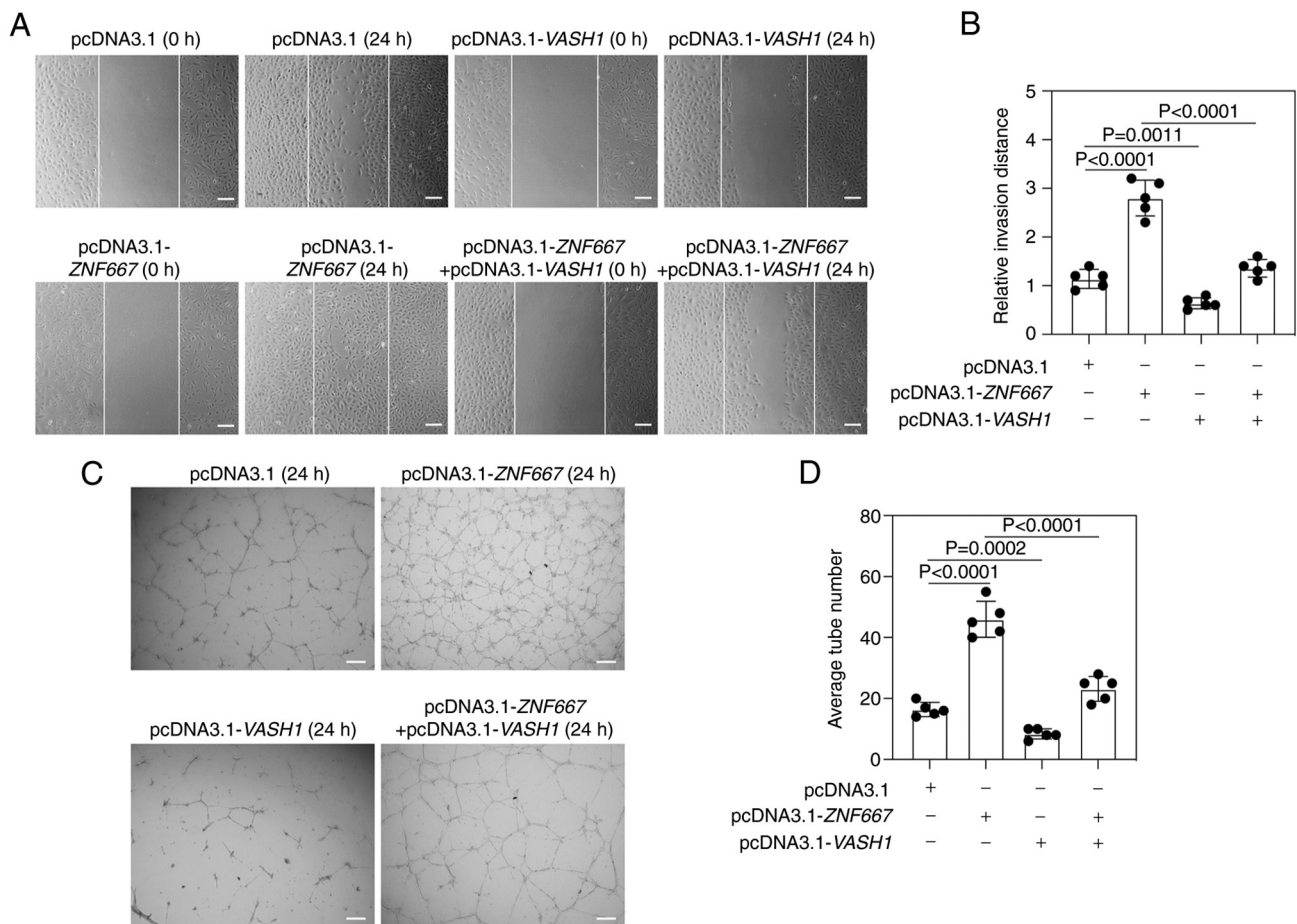 A
pcDNA3.1 (0 h)
pcDNA3.1 (24 h)
pcDNA3.1-VASH1 (0 h)
pcDNA3.1-VASH1 (24 h)
pcDNA3.1-
ZNF667 (0 h)
pcDNA3.1-
ZNF667 (24 h)
pcDNA3.1-ZNF667
+pcDNA3.1-VASH1 (0 h)
pcDNA3.1-ZNF667
+pcDNA3.1-VASH1 (24 h)
B
Relative invasion distance
5
4
3
2
1
0
P<0.0001
P=0.0011
P<0.0001
pcDNA3.1 + − − −
pcDNA3.1-ZNF667 − + − +
pcDNA3.1-VASH1 − − + +
C
pcDNA3.1 (24 h)
pcDNA3.1-ZNF667 (24 h)
pcDNA3.1-VASH1 (24 h)
pcDNA3.1-ZNF667
+pcDNA3.1-VASH1 (24 h)
D
Average tube number
80
60
40
20
0
P<0.0001
P=0.0002
P<0.0001
pcDNA3.1 + − − −
pcDNA3.1-ZNF667 − + − +
pcDNA3.1-VASH1 − − + +